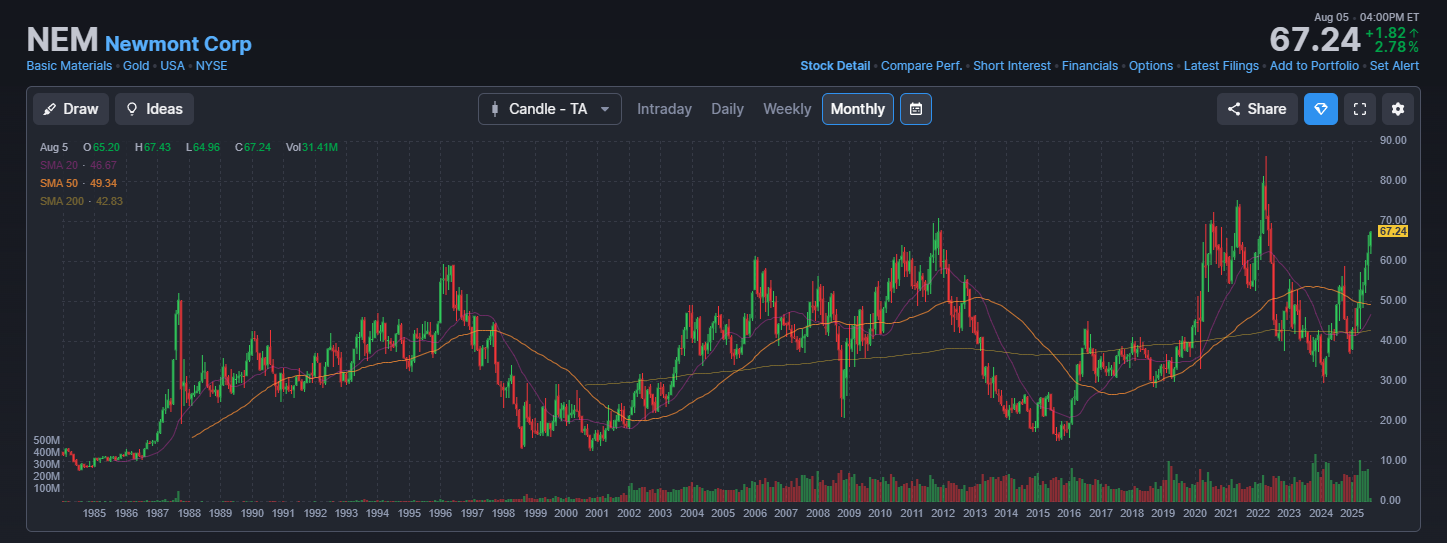 Aug 05 • 04:00PM ET
NEM Newmont Corp
67.24 +1.82 ↑
2.78%
Basic Materials • Gold • USA • NYSE
Stock Detail • Compare Perf. • Short Interest • Financials • Options • Latest Filings • Add to Portfolio • Set Alert
Draw Ideas Candle - TA Intraday Daily Weekly Monthly Share
Aug 5 O65.20 H67.43 L64.96 C67.24 Vol31.41M
SMA 20 · 46.67
SMA 50 · 49.34
SMA 200 · 42.83
90.00
80.00
70.00
67.24
60.00
50.00
40.00
30.00
20.00
10.00
0.00
500M
400M
300M
200M
100M
1985 1986 1987 1988 1989 1990 1991 1992 1993 1994 1995 1996 1997 1998 1999 2000 2001 2002 2003 2004 2005 2006 2007 2008 2009 2010 2011 2012 2013 2014 2015 2016 2017 2018 2019 2020 2021 2022 2023 2024 2025